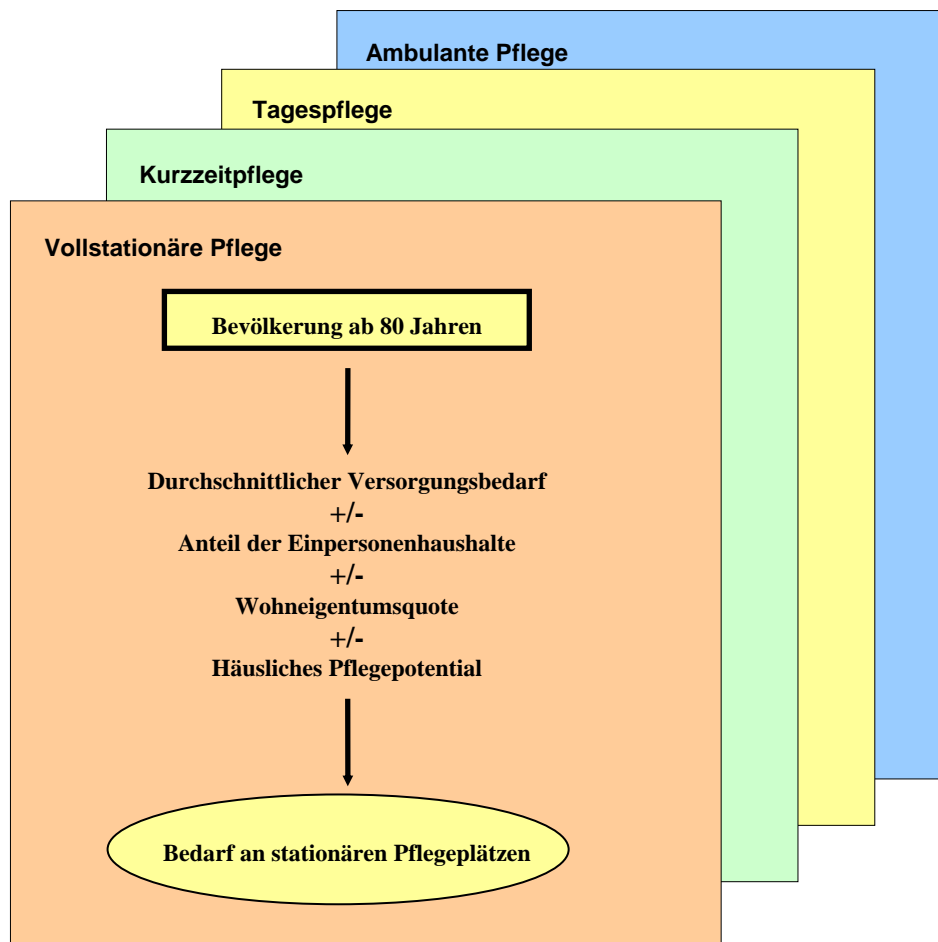 Ambulante Pflege
Tagespflege
Kurzzeitpflege
Vollstationäre Pflege
Bevölkerung ab 80 Jahren
Durchschnittlicher Versorgungsbedarf
+/-
Anteil der Einpersonenhaushalte
+/-
Wohneigentumsquote
+/-
Häusliches Pflegepotential
Bedarf an stationären Pflegeplätzen